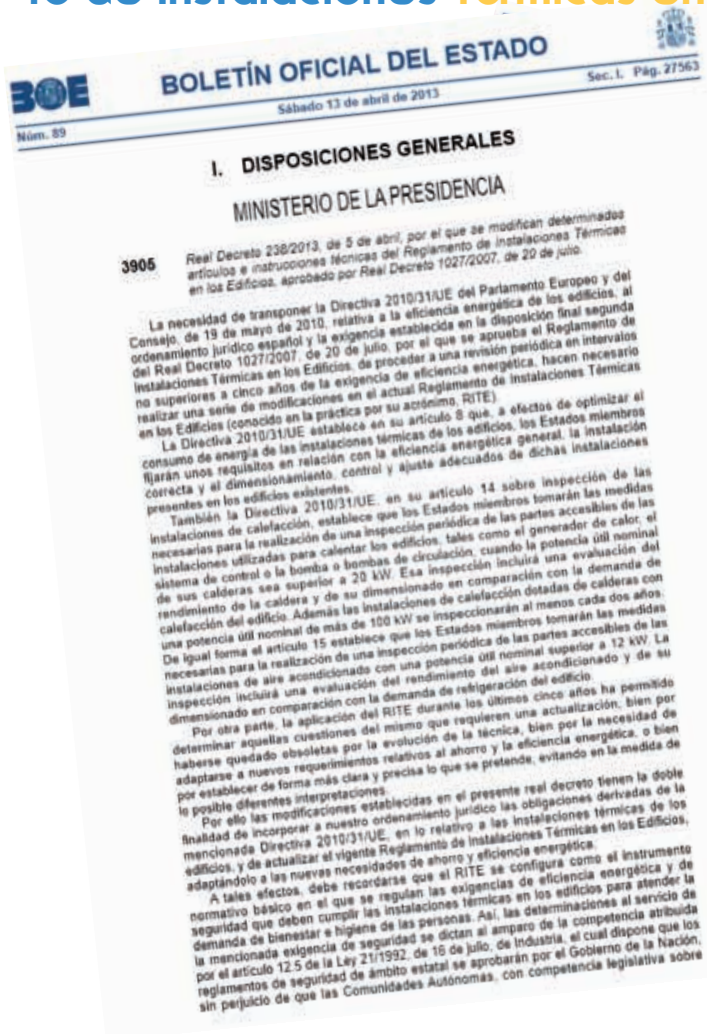 to de Instalaciones Térmicas en
BOE
BOLETÍN OFICIAL DEL ESTADO
Núm. 89
Sábado 13 de abril de 2013
Sec. I. Pág. 27563
I. DISPOSICIONES GENERALES
MINISTERIO DE LA PRESIDENCIA
3905
Real Decreto 238/2013, de 5 de abril, por el que se modifican determinados
artículos e instrucciones técnicas del Reglamento de Instalaciones Térmicas
en los Edificios, aprobado por Real Decreto 1027/2007, de 20 de julio.
La necesidad de transponer la Directiva 2010/31/UE del Parlamento Europeo y del
Consejo, de 19 de mayo de 2010, relativa a la eficiencia energética de los edificios, al
ordenamiento jurídico español y la exigencia establecida en la disposición final segunda
del Real Decreto 1027/2007, de 20 de julio, por el que se aprueba el Reglamento de
Instalaciones Térmicas en los Edificios, de proceder a una revisión periódica en intervalos
no superiores a cinco años de la exigencia de eficiencia energética, hacen necesario
realizar una serie de modificaciones en el actual Reglamento de Instalaciones Térmicas
en los Edificios (conocido en la práctica por su acrónimo, RITE).
La Directiva 2010/31/UE establece en su artículo 8 que, a efectos de optimizar el
consumo de energía de las instalaciones térmicas de los edificios, los Estados miembros
fijarán unos requisitos en relación con la eficiencia energética general, la instalación
correcta y el dimensionamiento, control y ajuste adecuados de dichas instalaciones
presentes en los edificios existentes.
También la Directiva 2010/31/UE, en su artículo 14 sobre inspección de las
instalaciones de calefacción, establece que los Estados miembros tomarán las medidas
necesarias para la realización de una inspección periódica de las partes accesibles de las
instalaciones utilizadas para calentar los edificios, tales como el generador de calor, el
sistema de control o la bomba o bombas de circulación, cuando la potencia útil nominal
de sus calderas sea superior a 20 kW. Esa inspección incluirá una evaluación del
rendimiento de la caldera y de su dimensionado en comparación con la demanda de
calefacción del edificio. Además las instalaciones de calefacción dotadas de calderas con
una potencia útil nominal de más de 100 kW se inspeccionarán al menos cada dos años.
De igual forma el artículo 15 establece que los Estados miembros tomarán las medidas
necesarias para la realización de una inspección periódica de las partes accesibles de las
instalaciones de aire acondicionado con una potencia útil nominal superior a 12 kW. La
inspección incluirá una evaluación del rendimiento del aire acondicionado y de su
dimensionado en comparación con la demanda de refrigeración del edificio.
Por otra parte, la aplicación del RITE durante los últimos cinco años ha permitido
determinar aquellas cuestiones del mismo que requieren una actualización, bien por
haberse quedado obsoletas por la evolución de la técnica, bien por la necesidad de
adaptarse a nuevos requerimientos relativos al ahorro y la eficiencia energética, o bien
por establecer de forma más clara y precisa lo que se pretende, evitando en la medida de
lo posible diferentes interpretaciones.
Por ello las modificaciones establecidas en el presente real decreto tienen la doble
finalidad de incorporar a nuestro ordenamiento jurídico las obligaciones derivadas de la
mencionada Directiva 2010/31/UE, en lo relativo a las instalaciones térmicas de los
edificios, y de actualizar el vigente Reglamento de Instalaciones Térmicas en los Edificios,
adaptándolo a las nuevas necesidades de ahorro y eficiencia energética.
A tales efectos, debe recordarse que el RITE se configura como el instrumento
normativo básico en el que se regulan las exigencias de eficiencia energética y de
seguridad que deben cumplir las instalaciones térmicas en los edificios para atender la
demanda de bienestar e higiene de las personas. Así, las determinaciones al servicio de
la mencionada exigencia de seguridad se dictan al amparo de la competencia atribuida
por el artículo 12.5 de la Ley 21/1992, de 16 de julio, de Industria, el cual dispone que los
reglamentos de seguridad de ámbito estatal se aprobarán por el Gobierno de la Nación,
sin perjuicio de que las Comunidades Autónomas, con competencia legislativa sobre